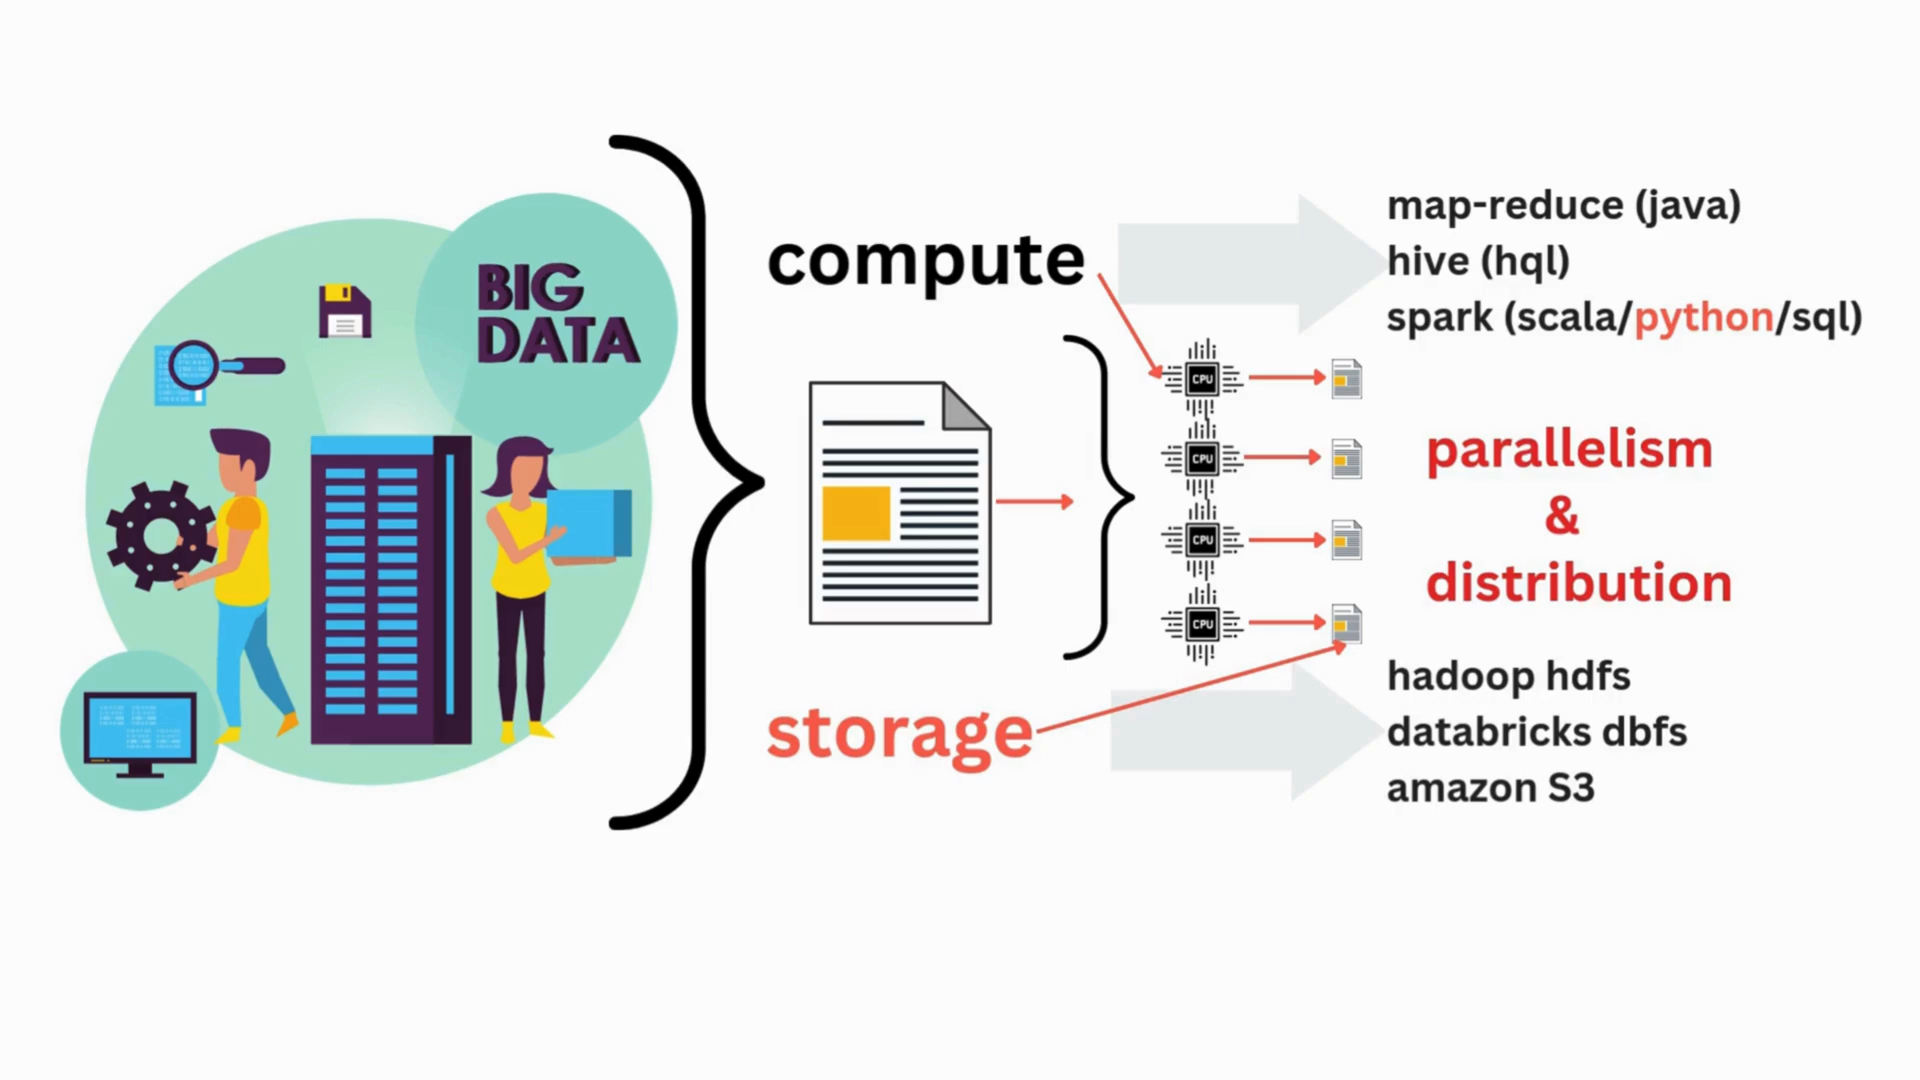 BIG
DATA
compute
map-reduce (java)
hive (hql)
spark (scala/python/sql)
CPU
CPU
CPU
CPU
parallelism
&
distribution
storage
hadoop hdfs
databricks dbfs
amazon S3